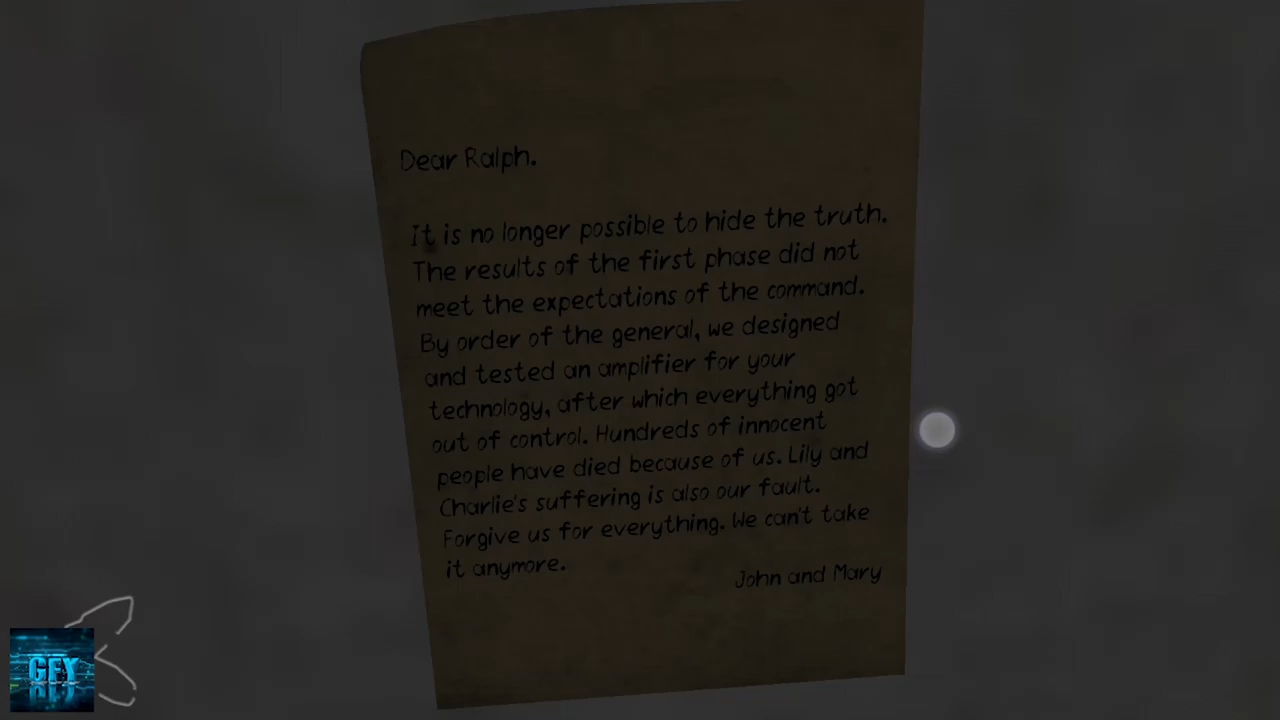 Dear Ralph.
It is no longer possible to hide the truth.
The results of the first phase did not
meet the expectations of the command.
By order of the general, we designed
and tested an amplifier for your
technology, after which everything got
out of control. Hundreds of innocent
people have died because of us. Lily and
Charlie's suffering is also our fault.
Forgive us for everything. We can't take
it anymore.
John and Mary
GFX